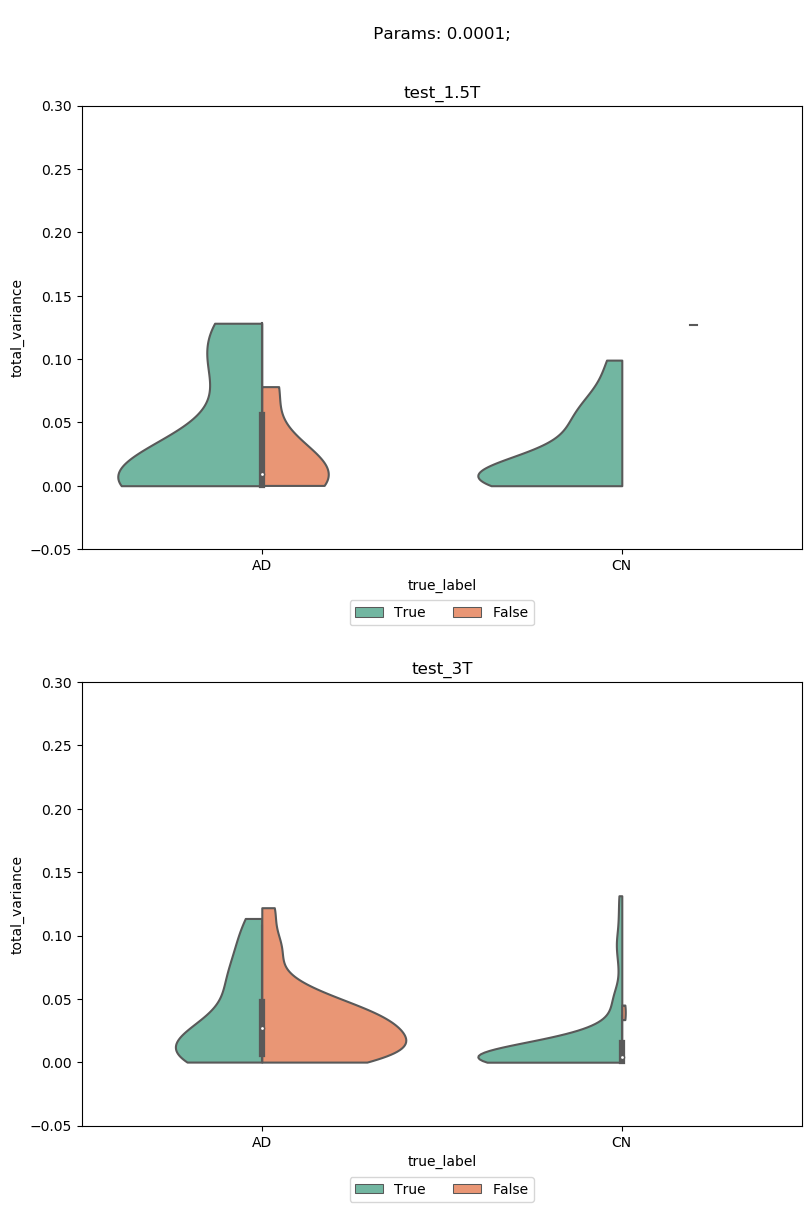 Params: 0.0001;
test_1.5T
0.30
0.25
0.20
0.15
0.10
0.05
0.00
−0.05
total_variance
AD CN
true_label
True False
test_3T
0.30
0.25
0.20
0.15
0.10
0.05
0.00
−0.05
total_variance
AD CN
true_label
True False